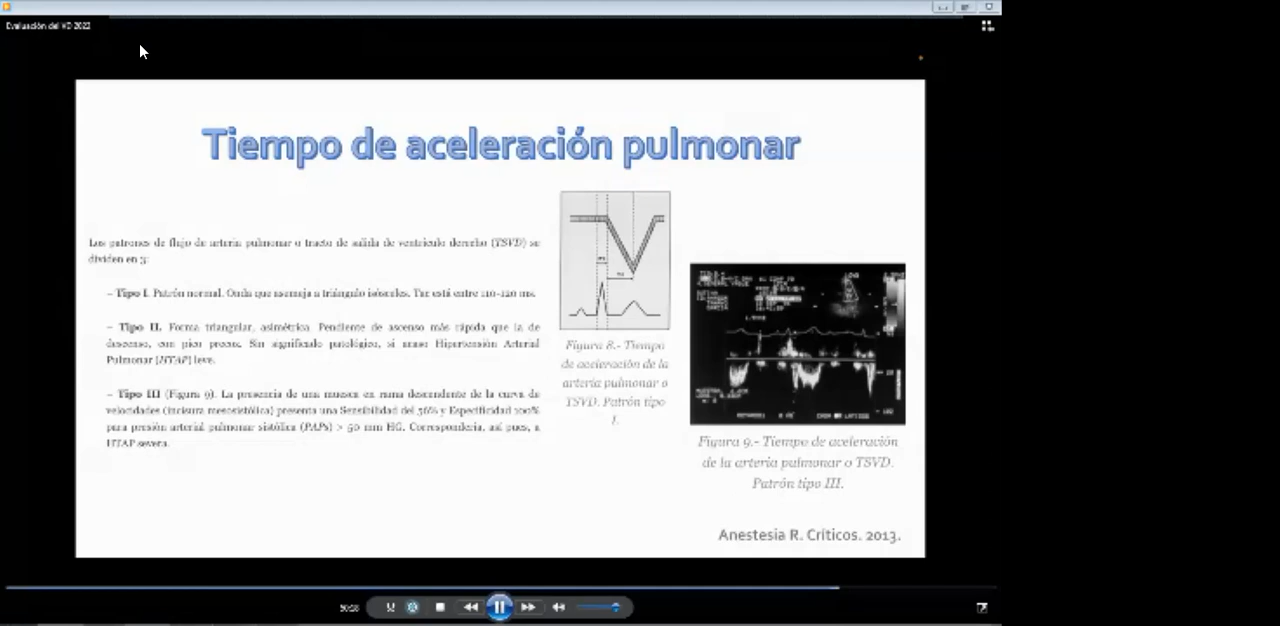 Evaluación del VD 2022
Tiempo de aceleración pulmonar
Los patrones de flujo de arteria pulmonar o tracto de salida de ventrículo derecho (TSVD) se
dividen en 3:
– Tipo I. Patrón normal. Onda que asemeja a triángulo isósceles. Tac está entre 110-120 ms.
– Tipo II. Forma triangular, asimétrica. Pendiente de ascenso más rápida que la de
descenso, con pico precoz. Sin significado patológico, si acaso Hipertensión Arterial
Pulmonar (HTAP) leve.
– Tipo III (Figura 9). La presencia de una muesca en rama descendente de la curva de
velocidades (incisura mesosistólica) presenta una Sensibilidad del 56% y Especificidad 100%
para presión arterial pulmonar sistólica (PAPs) > 50 mm HG. Correspondería, así pues, a
HTAP severa.
Figura 8.- Tiempo
de aceleración de la
arteria pulmonar o
TSVD. Patrón tipo
I.
Figura 9.- Tiempo de aceleración
de la arteria pulmonar o TSVD.
Patrón tipo III.
Anestesia R. Críticos. 2013.